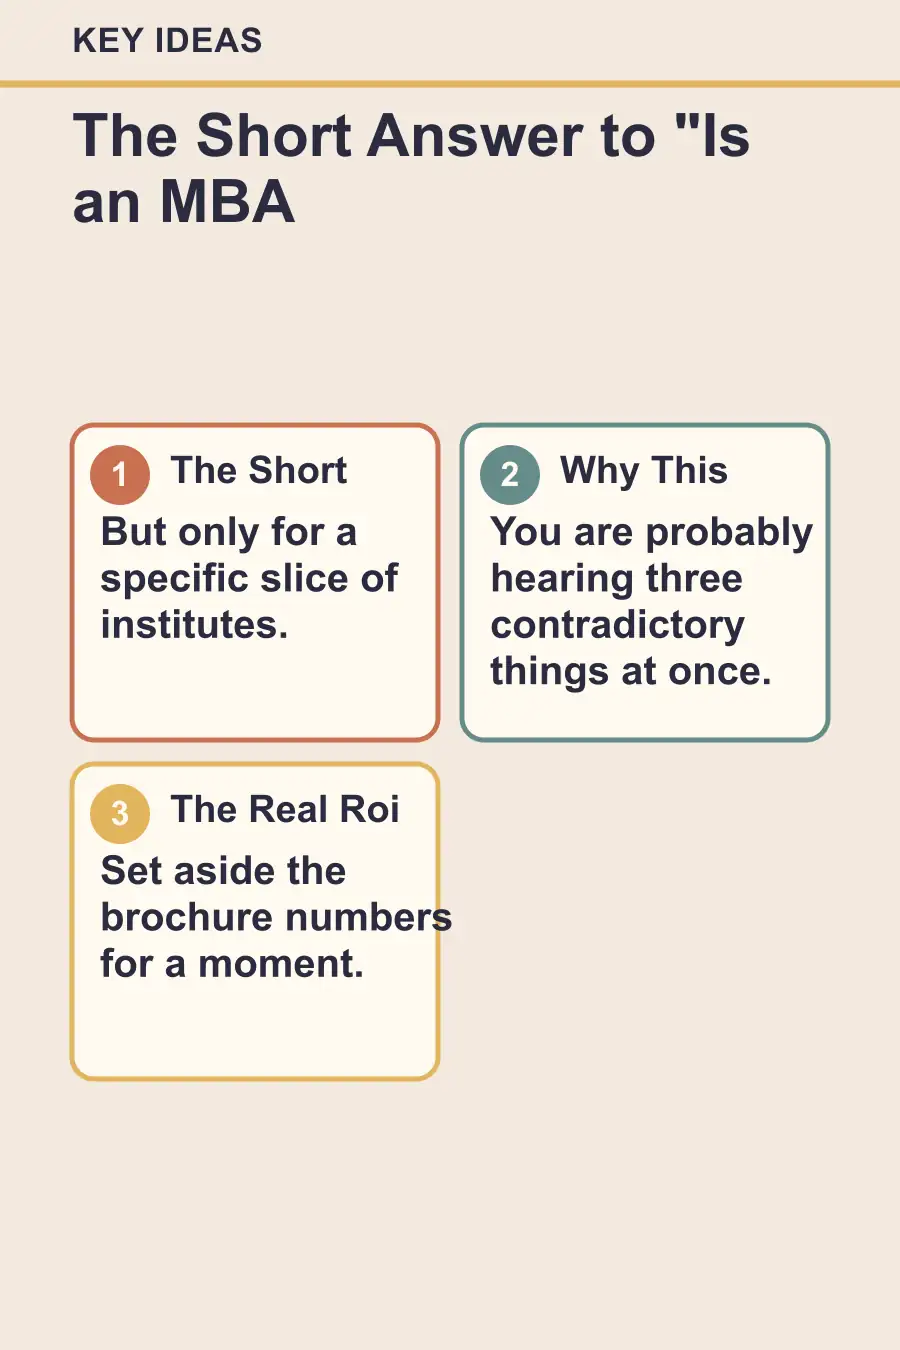 KEY IDEAS
The Short Answer to "Is
an MBA
1
The Short
But only for a
specific slice of
institutes.
2
Why This
You are probably
hearing three
contradictory
things at once.
3
The Real Roi
Set aside the
brochure numbers
for a moment.